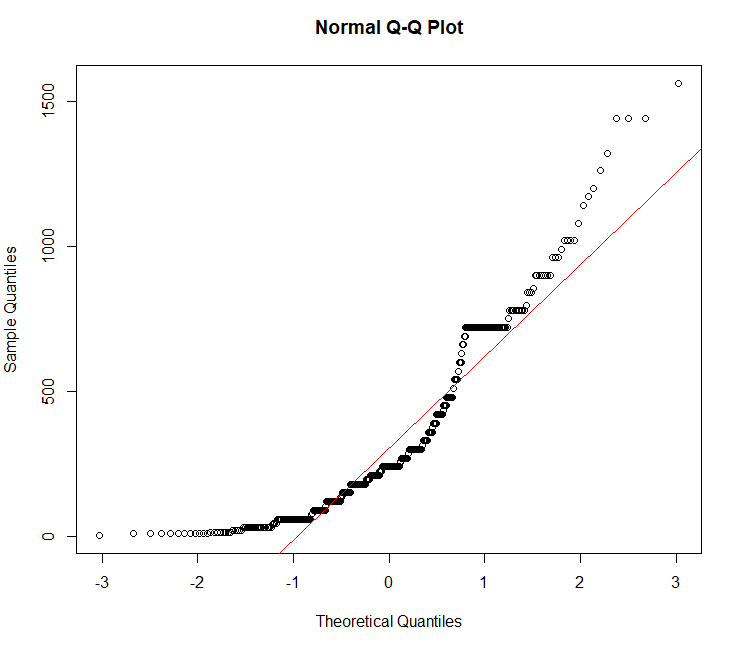 Normal Q-Q Plot
1500
1000
500
0
Sample Quantiles
-3 -2 -1 0 1 2 3
Theoretical Quantiles